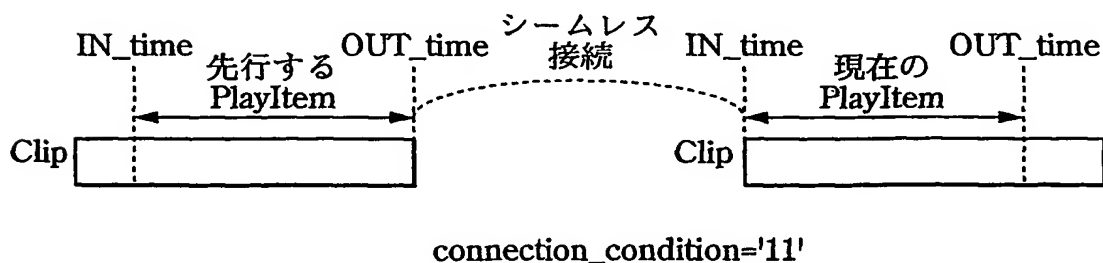 IN_time
OUT_time
シームレス
接続
IN_time
OUT_time
先行する
PlayItem
現在の
PlayItem
Clip
Clip
connection_condition='11'